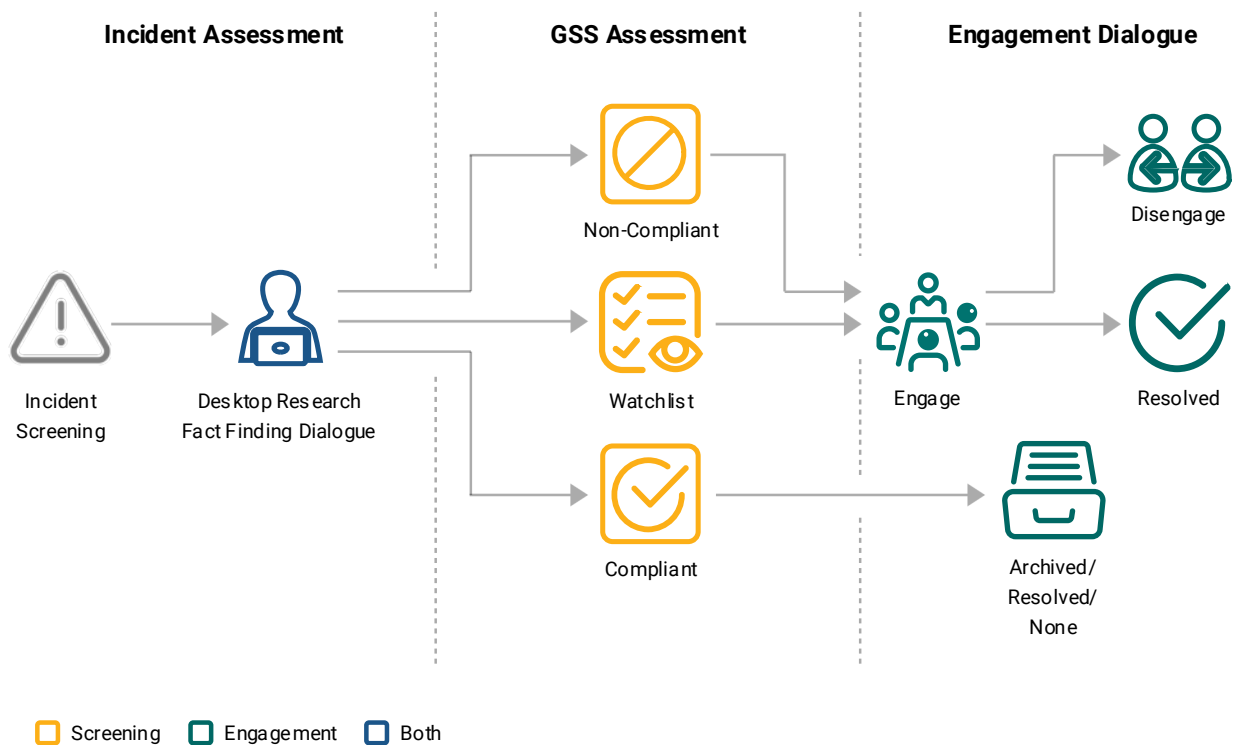 Incident Assessment
GSS Assessment
Engagement Dialogue
Non-Compliant
Disengage
Incident
Screening
Desktop Research
Fact Finding Dialogue
Watchlist
Engage
Resolved
Compliant
Archived/
Resolved/
None
Screening
Engagement
Both